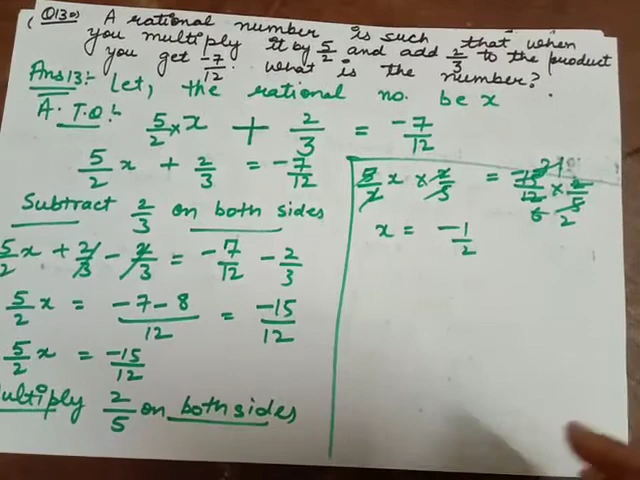 (Q13°) A rational number is such that when
you multiply it by 5/2 and add 2/3 to the product
you get -7/12. What is the number?
Ans13:- Let, the rational no. be x.
A.T.Q!
5/2 × x + 2/3 = -7/12
5/2 x + 2/3 = -7/12
Subtract 2/3 on both sides
5/2 x + 2/3 - 2/3 = -7/12 - 2/3
5/2 x = -7-8/12 = -15/12
5/2 x = -15/12
ultiply 2/5 on both sides
5/2 x × 2/5 = -15/12 × 2/5
x = -1/2